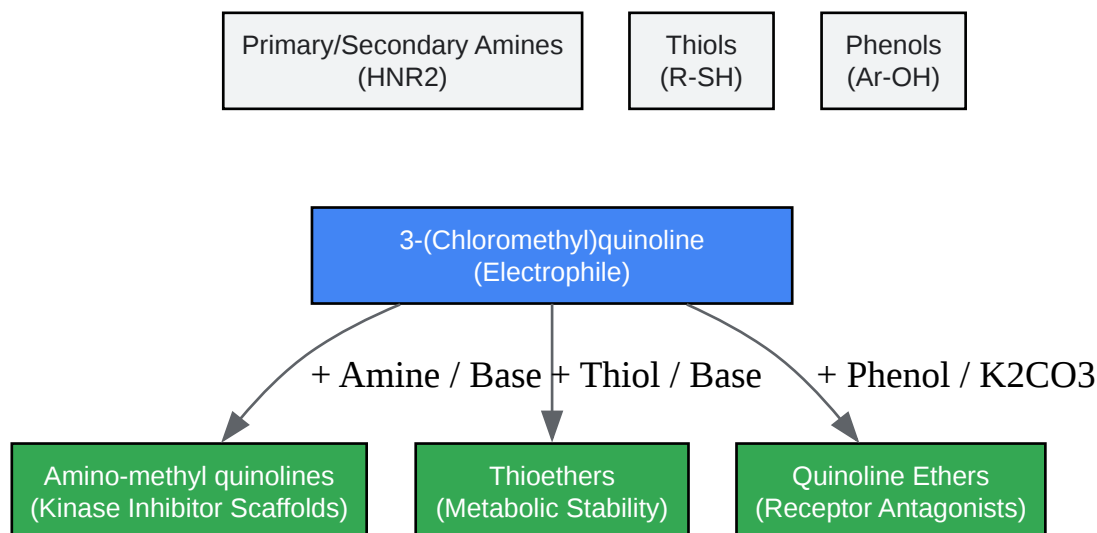 Primary/Secondary Amines
(HNR2)
Thiols
(R-SH)
Phenols
(Ar-OH)
3-(Chloromethyl)quinoline
(Electrophile)
+ Amine / Base
+ Thiol / Base
+ Phenol / K2CO3
Amino-methyl quinolines
(Kinase Inhibitor Scaffolds)
Thioethers
(Metabolic Stability)
Quinoline Ethers
(Receptor Antagonists)